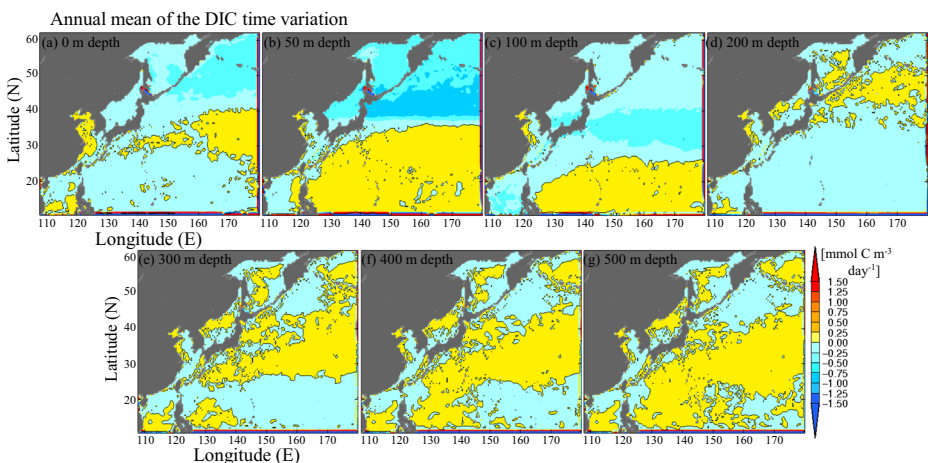 Annual mean of the DIC time variation
(a) 0 m depth
(b) 50 m depth
(c) 100 m depth
(d) 200 m depth
60
50
40
30
20
Latitude (N)
110 120 130 140 150 160 170
110 120 130 140 150 160 170
110 120 130 140 150 160 170
110 120 130 140 150 160 170
Longitude (E)
(e) 300 m depth
(f) 400 m depth
(g) 500 m depth
60
50
40
30
20
Latitude (N)
110 120 130 140 150 160 170
110 120 130 140 150 160 170
110 120 130 140 150 160 170
Longitude (E)
[mmol C m⁻³
day⁻¹]
1.50
1.25
1.00
0.75
0.50
0.25
0.00
−0.25
−0.50
−0.75
−1.00
−1.25
−1.50